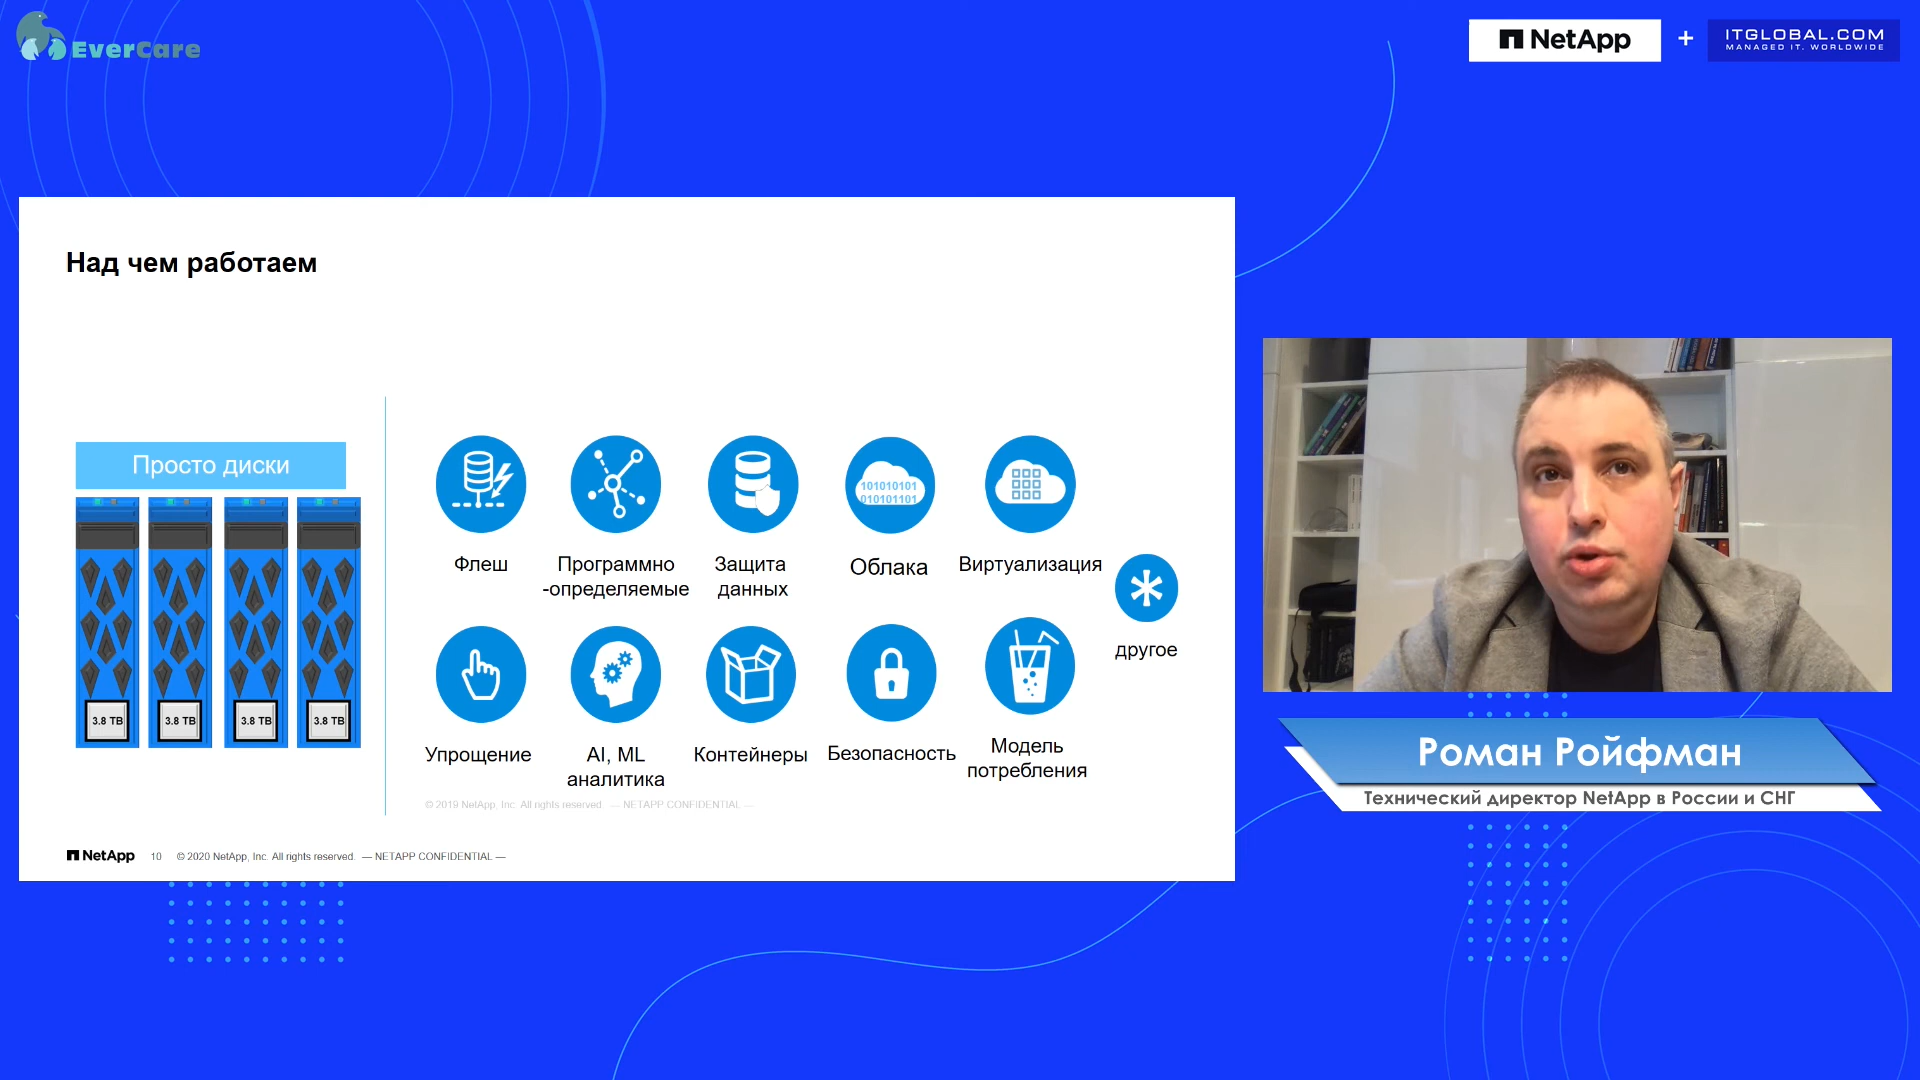 EverCare
NetApp + ITGLOBAL.COM
MANAGED IT. WORLDWIDE
Над чем работаем
Просто диски
3.8 TB
3.8 TB
3.8 TB
3.8 TB
Флеш
Программно
-определяемые
Защита
данных
101010101
010101101
Облака
Виртуализация
другое
Упрощение
AI, ML
аналитика
Контейнеры
Безопасность
Модель
потребления
© 2019 NetApp, Inc. All rights reserved. — NETAPP CONFIDENTIAL —
NetApp 10 © 2020 NetApp, Inc. All rights reserved. — NETAPP CONFIDENTIAL —
Роман Ройфман
Технический директор NetApp в России и СНГ